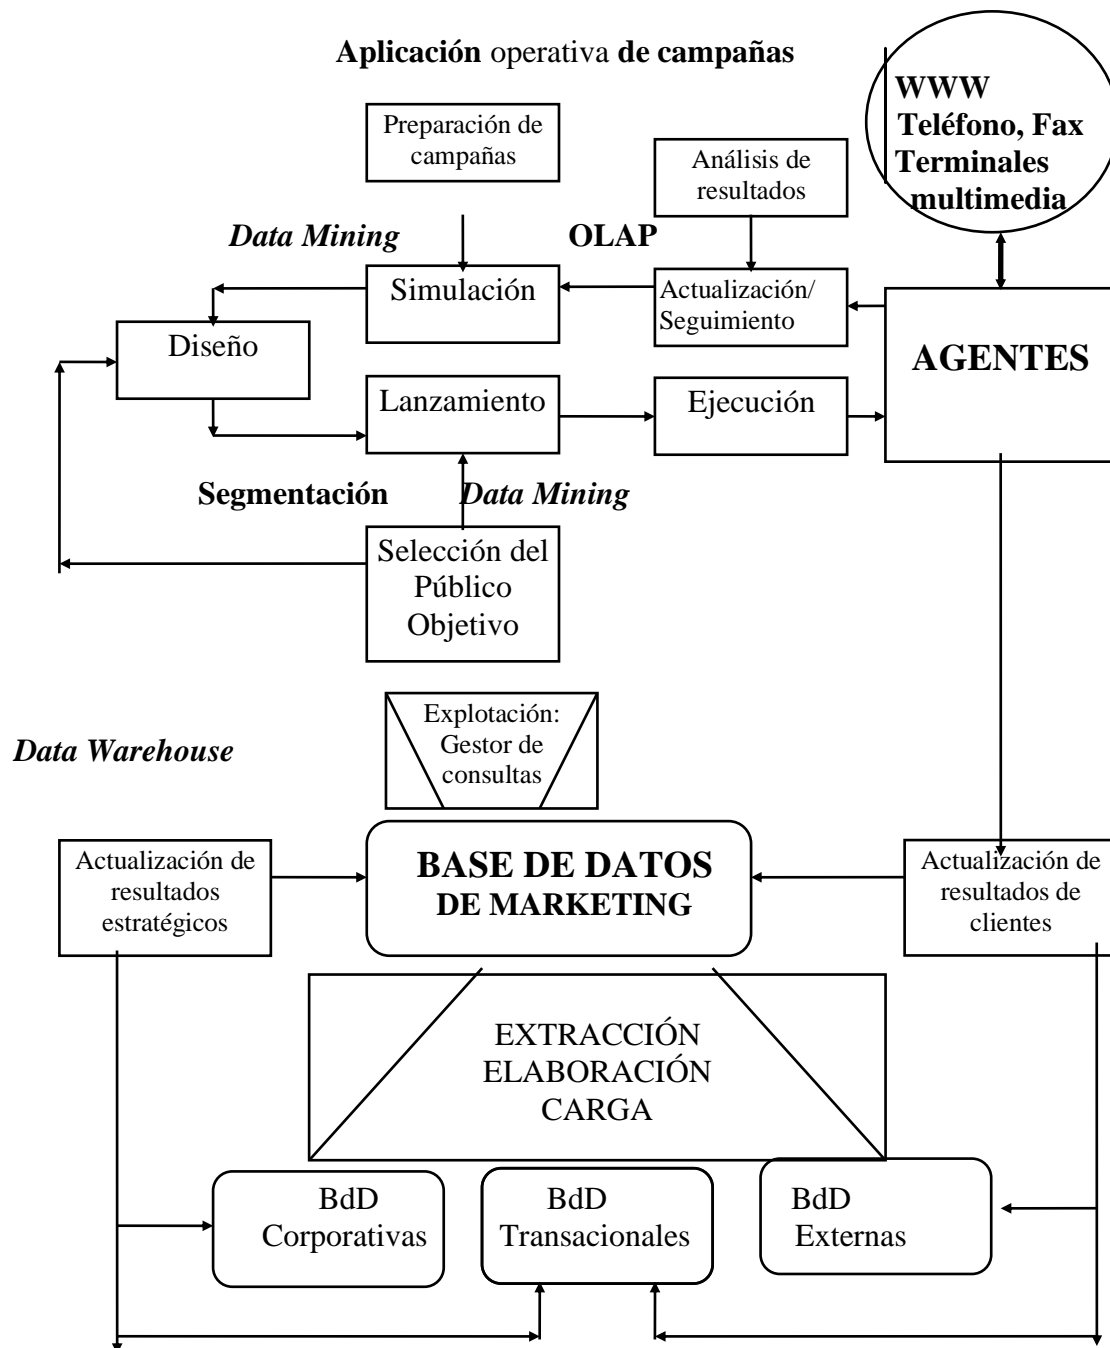 Aplicación operativa de campañas
WWW
Teléfono, Fax
Terminales
multimedia
Preparación de
campañas
Análisis de
resultados
Data Mining
OLAP
Simulación
Actualización/
Seguimiento
Diseño
AGENTES
Lanzamiento
Ejecución
Segmentación
Data Mining
Selección del
Público
Objetivo
Explotación:
Gestor de
consultas
Data Warehouse
Actualización de
resultados
estratégicos
BASE DE DATOS
DE MARKETING
Actualización de
resultados de
clientes
EXTRACCIÓN
ELABORACIÓN
CARGA
BdD
Corporativas
BdD
Transacionales
BdD
Externas